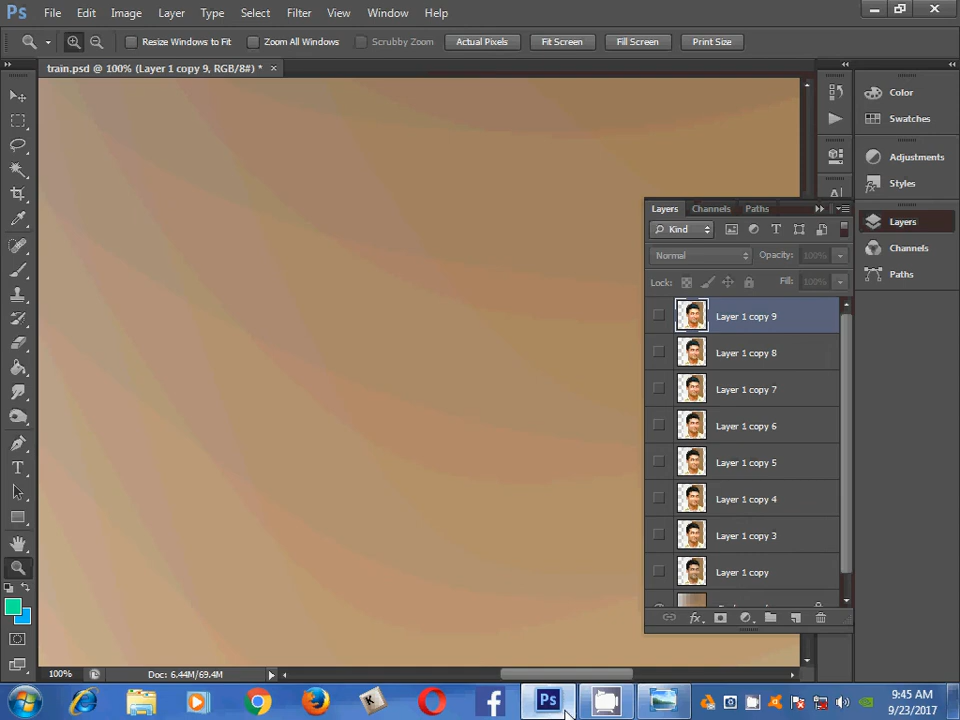 Ps File Edit Image Layer Type Select Filter View Window Help
Resize Windows to Fit Zoom All Windows Scrubby Zoom Actual Pixels Fit Screen Fill Screen Print Size
train.psd @ 100% (Layer 1 copy 9, RGB/8#) * ×
Color
Swatches
Adjustments
Styles
Layers
Channels
Paths
Layers Channels Paths
Kind
Normal Opacity: 100%
Lock: Fill: 100%
Layer 1 copy 9
Layer 1 copy 8
Layer 1 copy 7
Layer 1 copy 6
Layer 1 copy 5
Layer 1 copy 4
Layer 1 copy 3
Layer 1 copy
fx
100% Doc: 6.44M/69.4M
Ps
9:45 AM
9/23/2017